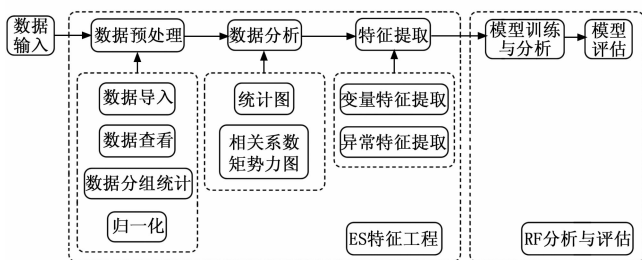 数据
输入
数据预处理
数据分析
特征提取
模型训练
与分析
模型
评估
数据导入
数据查看
数据分组统计
归一化
统计图
相关系数
矩势力图
变量特征提取
异常特征提取
ES特征工程
RF分析与评估